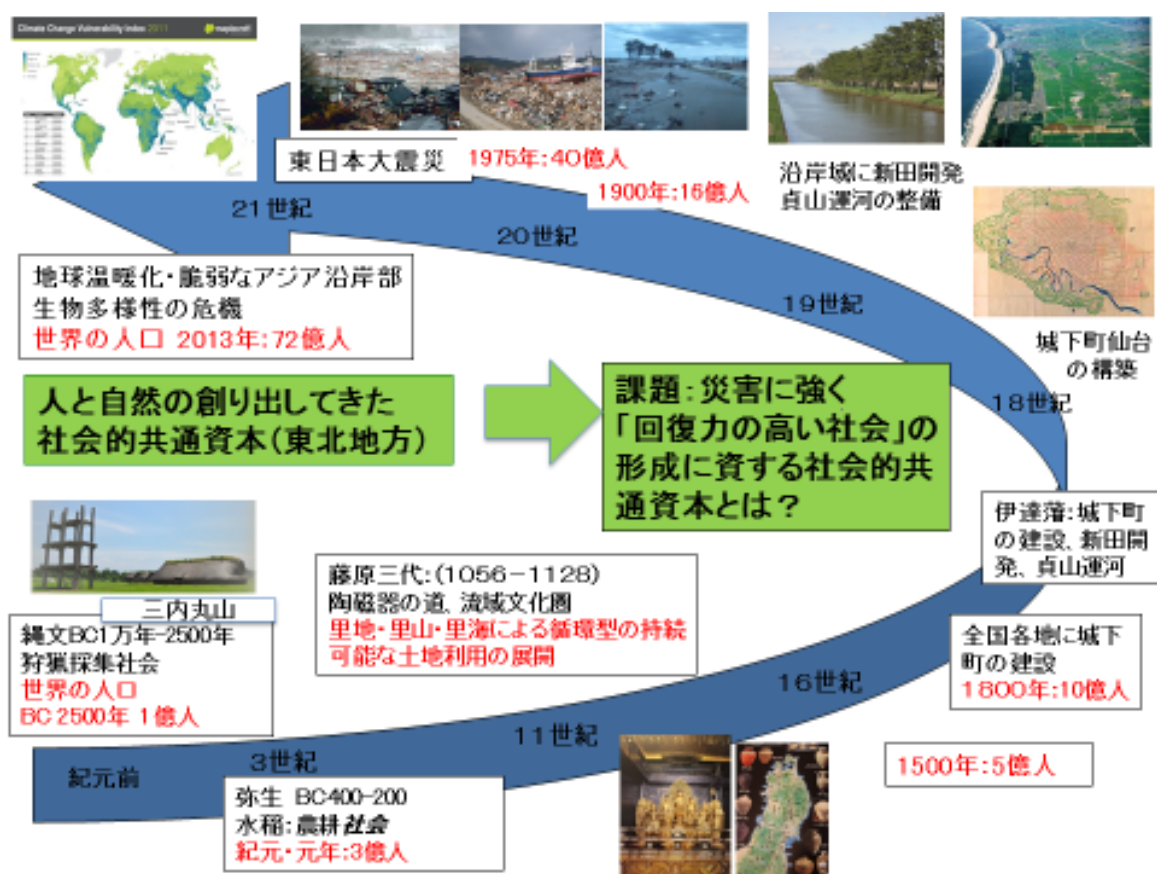 Climate Change Vulnerability Index 2011
maplecroft
東日本大震災
1975年:40億人
1900年:16億人
沿岸域に新田開発
貞山運河の整備
21世紀
20世紀
19世紀
18世紀
地球温暖化・脆弱なアジア沿岸部
生物多様性の危機
世界の人口 2013年:72億人
城下町仙台
の構築
人と自然の創り出してきた
社会的共通資本(東北地方)
課題:災害に強く
「回復力の高い社会」の
形成に資する社会的共
通資本とは?
伊達藩:城下町
の建設、新田開
発、貞山運河
三内丸山
縄文BC1万年-2500年
狩猟採集社会
世界の人口
BC2500年 1億人
藤原三代:(1056-1128)
陶磁器の道、流域文化圏
里地・里山・里海による循環型の持続
可能な土地利用の展開
全国各地に城下
町の建設
1800年:10億人
16世紀
11世紀
3世紀
紀元前
1500年:5億人
弥生 BC400-200
水稲:農耕社会
紀元・元年:3億人